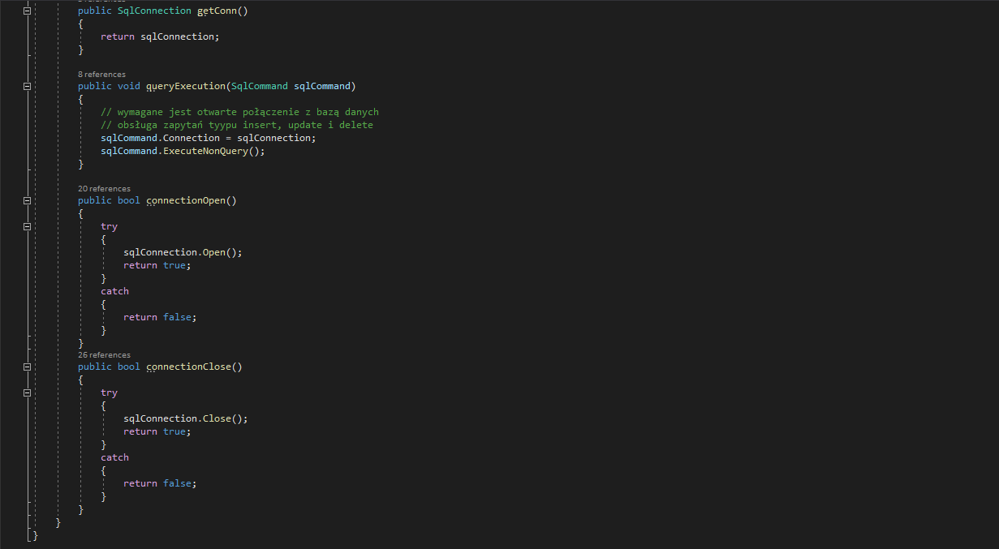 public SqlConnection getConn()
{
return sqlConnection;
}
8 references
public void queryExecution(SqlCommand sqlCommand)
{
// wymagane jest otwarte połączenie z bazą danych
// obsługa zapytań tyypu insert, update i delete
sqlCommand.Connection = sqlConnection;
sqlCommand.ExecuteNonQuery();
}
20 references
public bool connectionOpen()
{
try
{
sqlConnection.Open();
return true;
}
catch
{
return false;
}
}
26 references
public bool connectionClose()
{
try
{
sqlConnection.Close();
return true;
}
catch
{
return false;
}
}
}
}